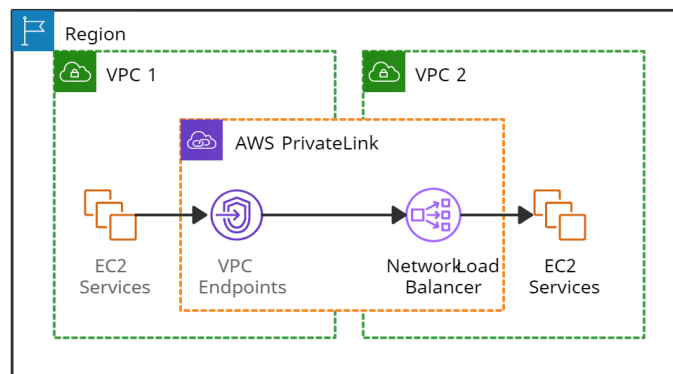 Region
VPC 1
VPC 2
AWS PrivateLink
EC2
Services
VPC
Endpoints
Network Load
Balancer
EC2
Services